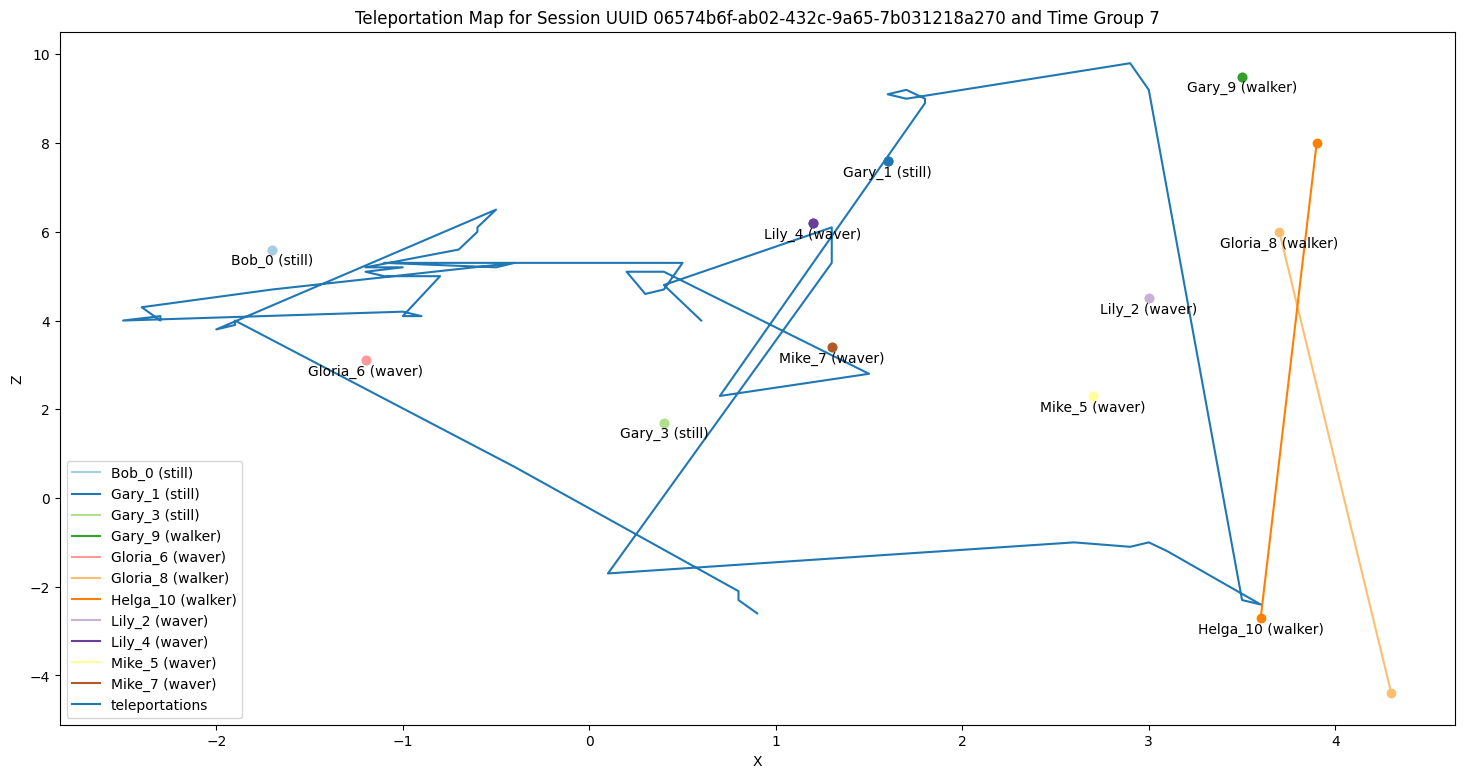 Teleportation Map for Session UUID 06574b6f-ab02-432c-9a65-7b031218a270 and Time Group 7
10
8
6
4
2
0
−2
−4
Z
Gary_9 (walker)
Gary_1 (still)
Lily_4 (waver)
Gloria_8 (walker)
Bob_0 (still)
Lily_2 (waver)
Mike_7 (waver)
Gloria_6 (waver)
Mike_5 (waver)
Gary_3 (still)
Helga_10 (walker)
Bob_0 (still)
Gary_1 (still)
Gary_3 (still)
Gary_9 (walker)
Gloria_6 (waver)
Gloria_8 (walker)
Helga_10 (walker)
Lily_2 (waver)
Lily_4 (waver)
Mike_5 (waver)
Mike_7 (waver)
teleportations
−2 −1 0 1 2 3 4
X